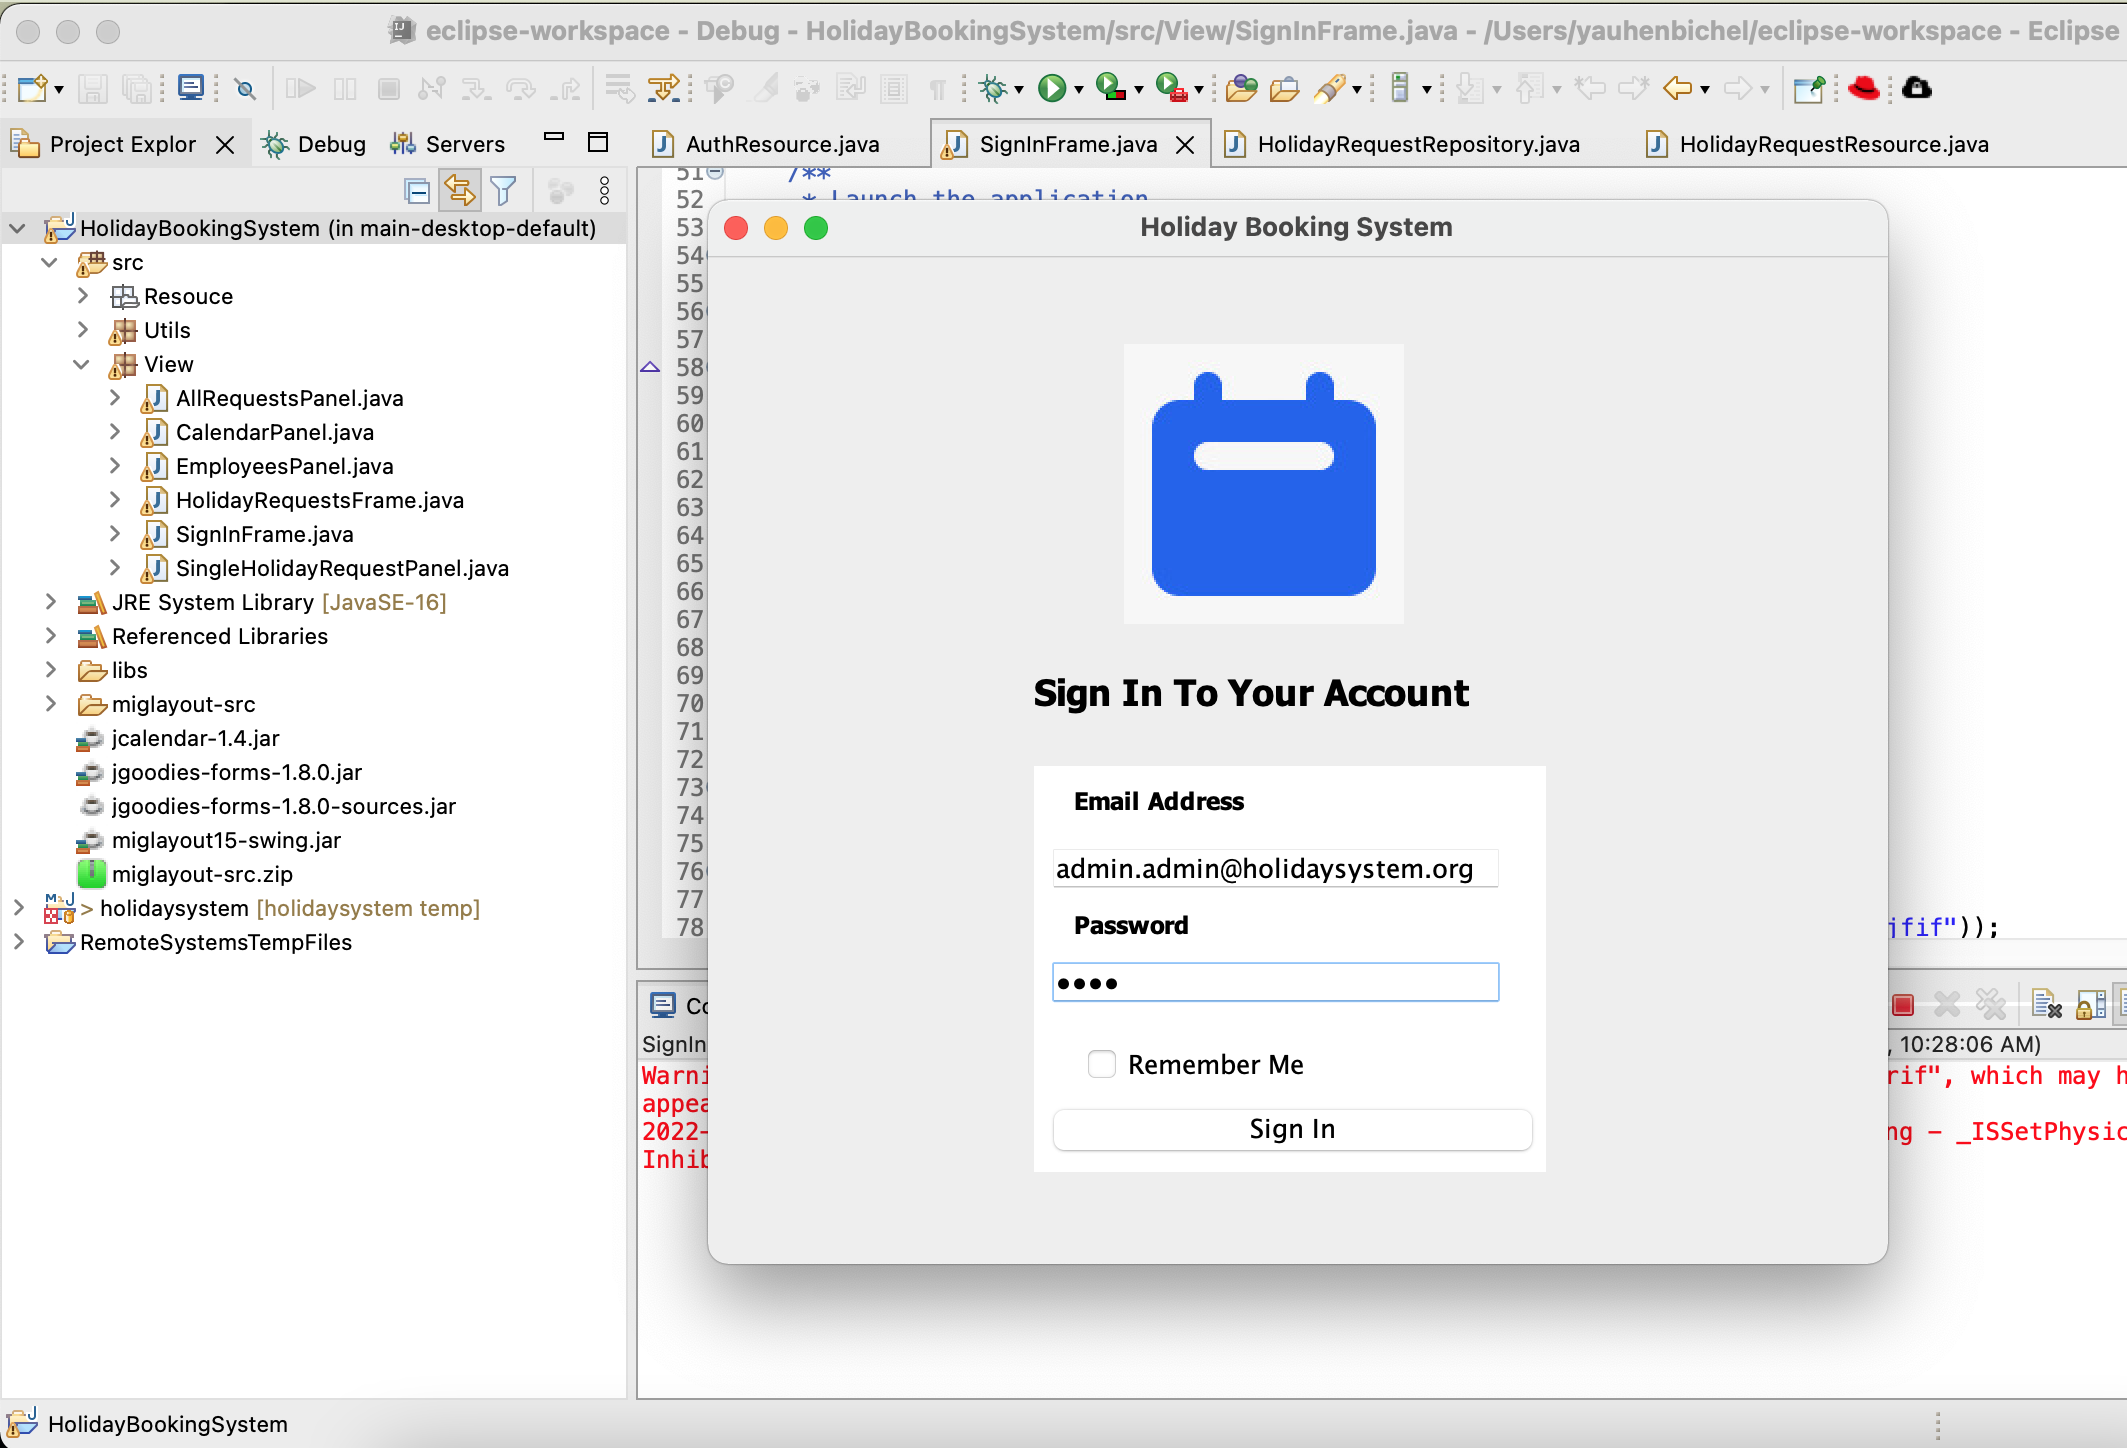 eclipse-workspace - Debug - HolidayBookingSystem/src/View/SignInFrame.java - /Users/yauhenbichel/eclipse-workspace - Eclipse
Project Explor
Debug
Servers
AuthResource.java
SignInFrame.java
HolidayRequestRepository.java
HolidayRequestResource.java
HolidayBookingSystem (in main-desktop-default)
src
Resouce
Utils
View
AllRequestsPanel.java
CalendarPanel.java
EmployeesPanel.java
HolidayRequestsFrame.java
SignInFrame.java
SingleHolidayRequestPanel.java
JRE System Library [JavaSE-16]
Referenced Libraries
libs
miglayout-src
jcalendar-1.4.jar
jgoodies-forms-1.8.0.jar
jgoodies-forms-1.8.0-sources.jar
miglayout15-swing.jar
miglayout-src.zip
> holidaysystem [holidaysystem temp]
RemoteSystemsTempFiles
51 /**
52 * Launch the application
53
54
55
56
57
58
59
60
61
62
63
64
65
66
67
68
69
70
71
72
73
74
75
76
77
78 jfif"));
Holiday Booking System
Sign In To Your Account
Email Address
admin.admin@holidaysystem.org
Password
Remember Me
Sign In
Co
SignIn , 10:28:06 AM)
Warni rif", which may h
appea
2022- ng - _ISSetPhysic
Inhib
HolidayBookingSystem